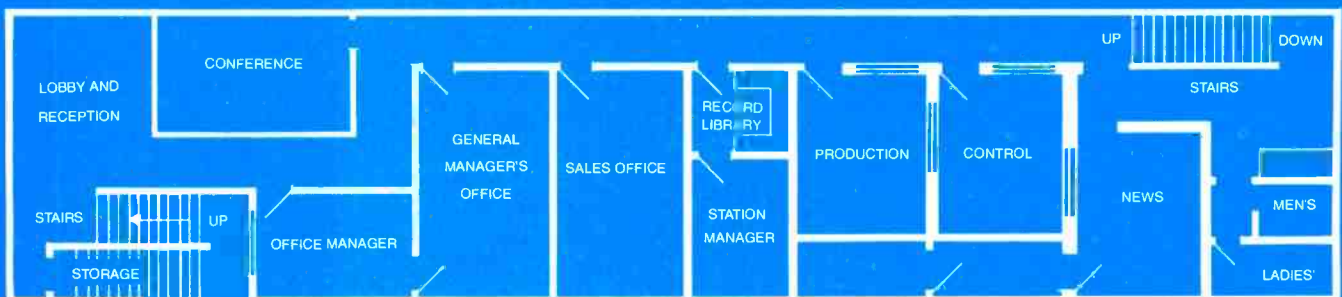 LOBBY AND
RECEPTION
CONFERENCE
STAIRS
UP
STORAGE
OFFICE MANAGER
GENERAL
MANAGER'S
OFFICE
SALES OFFICE
RECORD
LIBRARY
STATION
MANAGER
PRODUCTION
CONTROL
UP
DOWN
STAIRS
NEWS
MEN'S
LADIES'